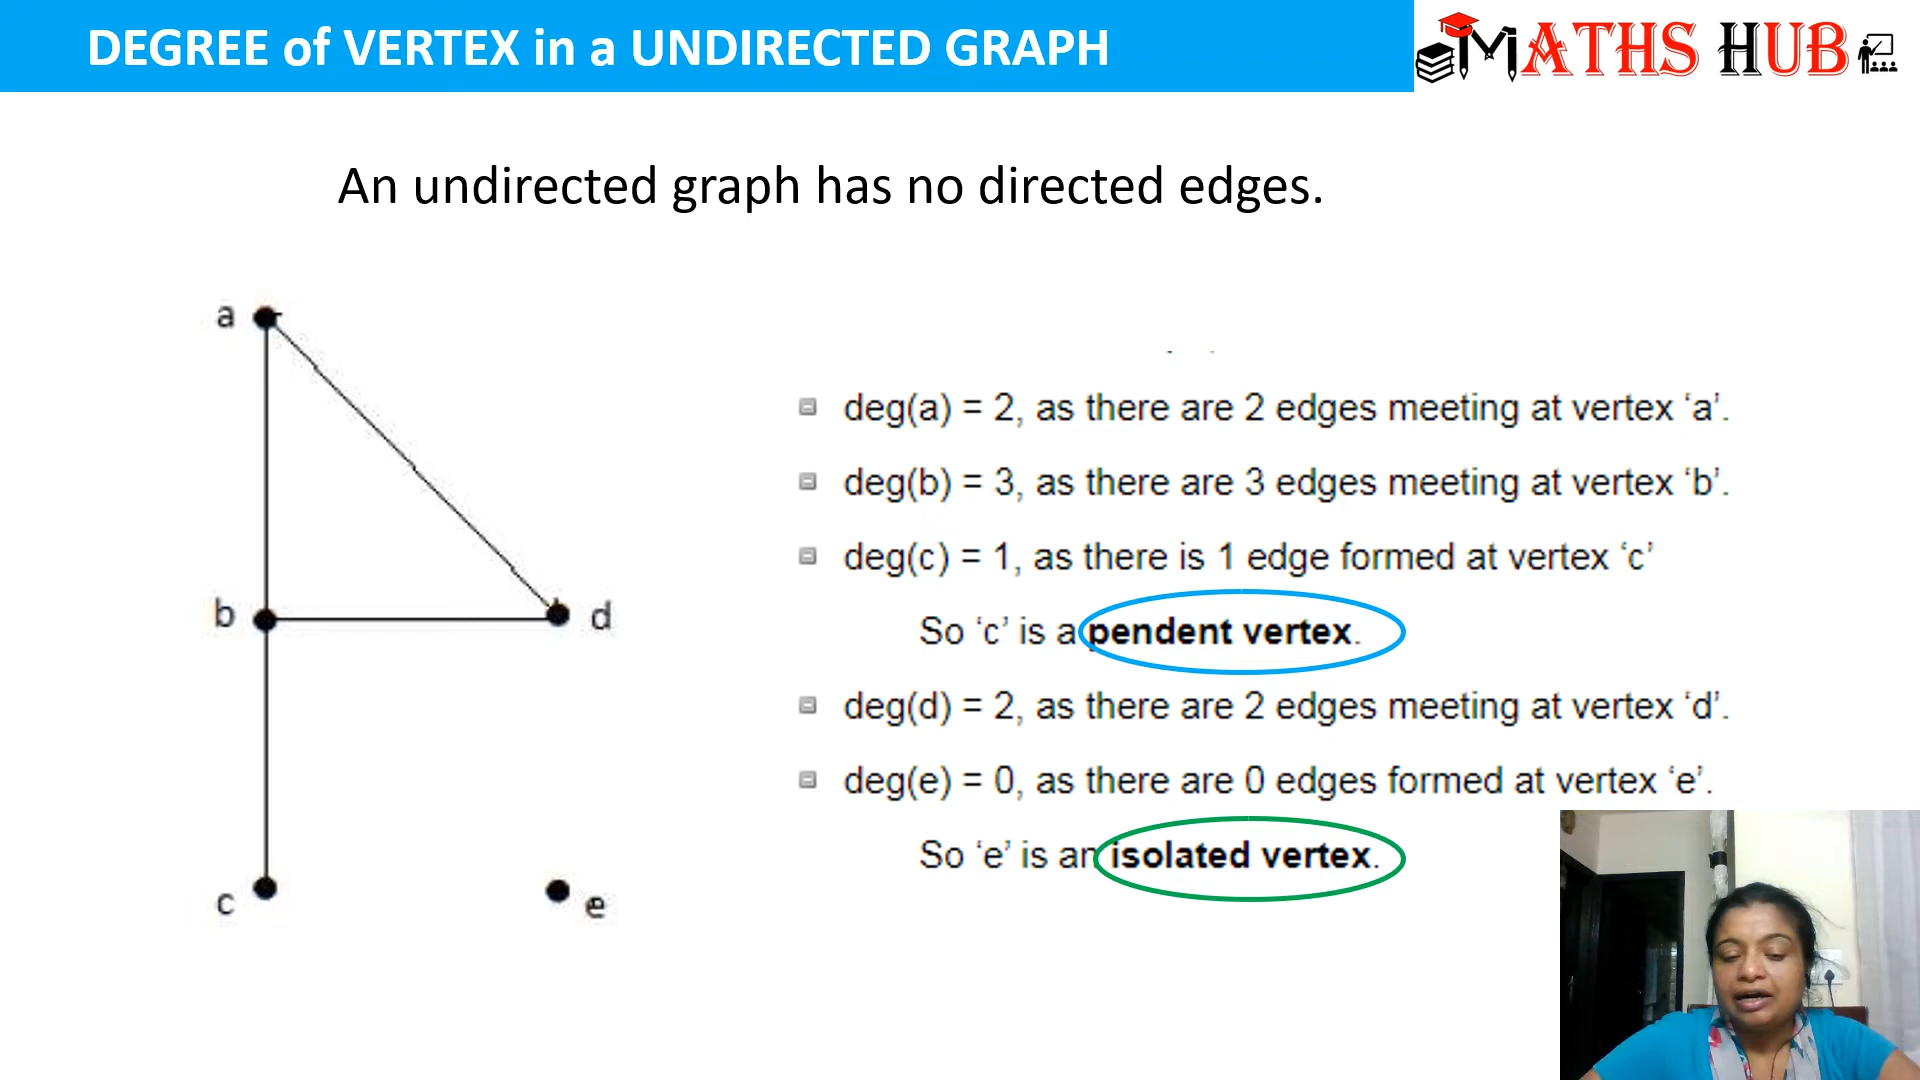 DEGREE of VERTEX in a UNDIRECTED GRAPH
MATHS HUB
An undirected graph has no directed edges.
a
b
d
c
e
deg(a) = 2, as there are 2 edges meeting at vertex ‘a’.
deg(b) = 3, as there are 3 edges meeting at vertex ‘b’.
deg(c) = 1, as there is 1 edge formed at vertex ‘c’
So ‘c’ is a pendent vertex.
deg(d) = 2, as there are 2 edges meeting at vertex ‘d’.
deg(e) = 0, as there are 0 edges formed at vertex ‘e’.
So ‘e’ is an isolated vertex.